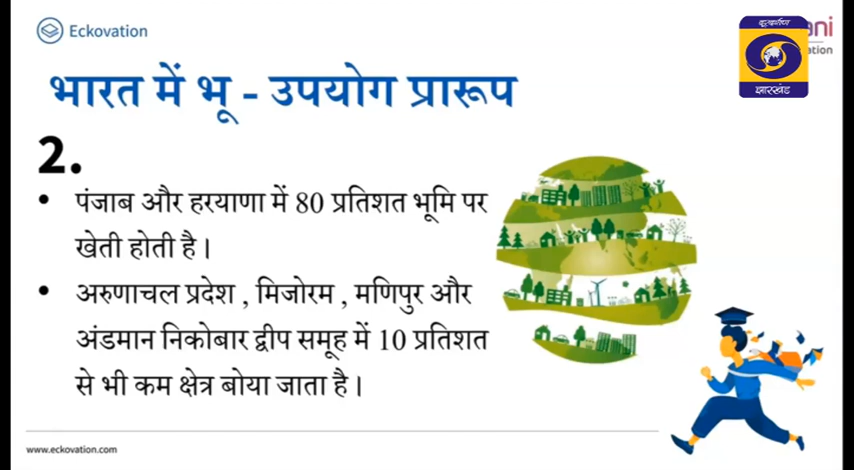 Eckovation
दूरदर्शन
झारखंड
भारत में भू - उपयोग प्रारूप
2.
• पंजाब और हरयाणा में 80 प्रतिशत भूमि पर
खेती होती है।
• अरुणाचल प्रदेश , मिजोरम , मणिपुर और
अंडमान निकोबार द्वीप समूह में 10 प्रतिशत
से भी कम क्षेत्र बोया जाता है।
www.eckovation.com